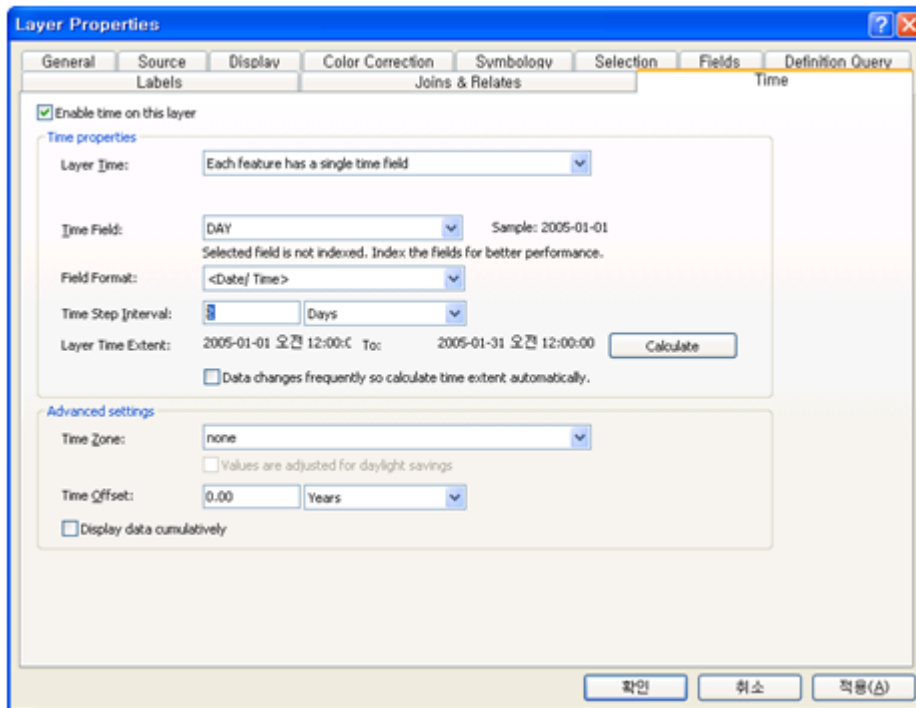 Layer Properties
General Source Display Color Correction Symbology Selection Fields Definition Query
Labels Joins & Relates Time
Enable time on this layer
Time properties
Layer Time: Each feature has a single time field
Time Field: DAY Sample: 2005-01-01
Selected field is not indexed. Index the fields for better performance.
Field Format: <Date/ Time>
Time Step Interval: Days
Layer Time Extent: 2005-01-01 오전 12:00:0 To: 2005-01-31 오전 12:00:00 Calculate
Data changes frequently so calculate time extent automatically.
Advanced settings
Time Zone: none
Values are adjusted for daylight savings
Time Offset: 0.00 Years
Display data cumulatively
확인 취소 적용(A)